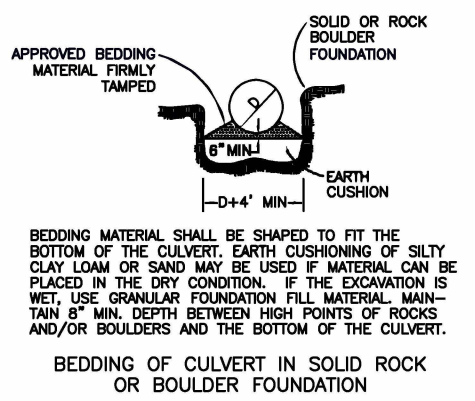 SOLID OR ROCK
BOULDER
FOUNDATION
APPROVED BEDDING
MATERIAL FIRMLY
TAMPED
D
6" MIN
EARTH
CUSHION
D+4' MIN
BEDDING MATERIAL SHALL BE SHAPED TO FIT THE
BOTTOM OF THE CULVERT. EARTH CUSHIONING OF SILTY
CLAY LOAM OR SAND MAY BE USED IF MATERIAL CAN BE
PLACED IN THE DRY CONDITION. IF THE EXCAVATION IS
WET, USE GRANULAR FOUNDATION FILL MATERIAL. MAIN-
TAIN 8" MIN. DEPTH BETWEEN HIGH POINTS OF ROCKS
AND/OR BOULDERS AND THE BOTTOM OF THE CULVERT.
BEDDING OF CULVERT IN SOLID ROCK
OR BOULDER FOUNDATION